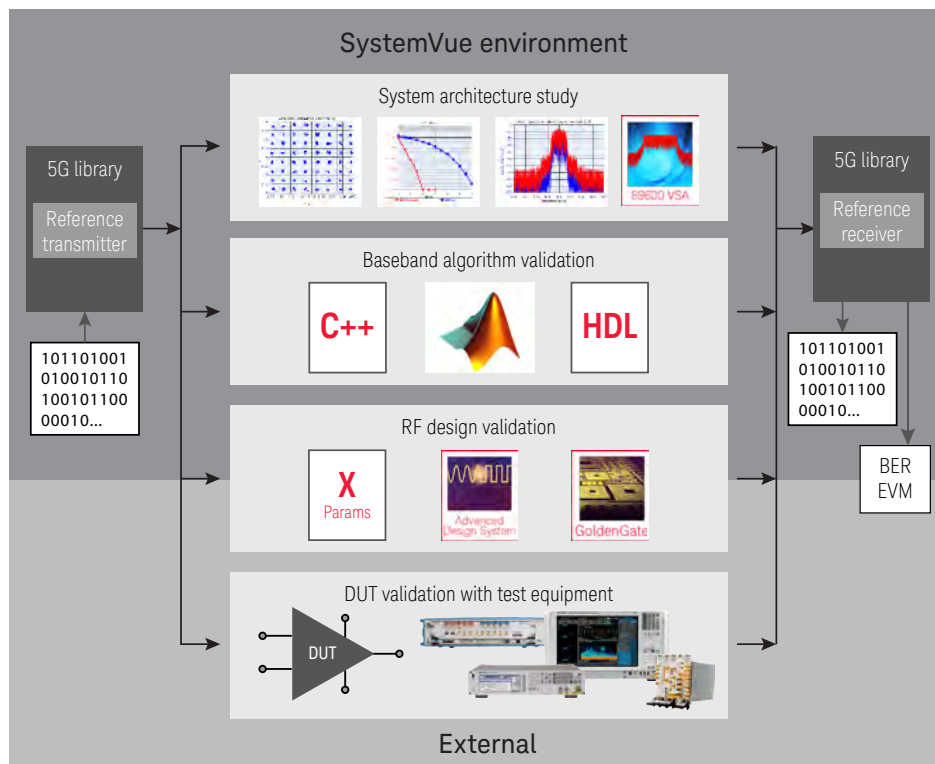 SystemVue environment
System architecture study
89600 VSA
5G library
Reference
transmitter
101101001
010010110
100101100
00010...
Baseband algorithm validation
C++
HDL
RF design validation
X
Params
Advanced
Design System
GoldenGate
DUT validation with test equipment
DUT
External
5G library
Reference
receiver
101101001
010010110
100101100
00010...
BER
EVM